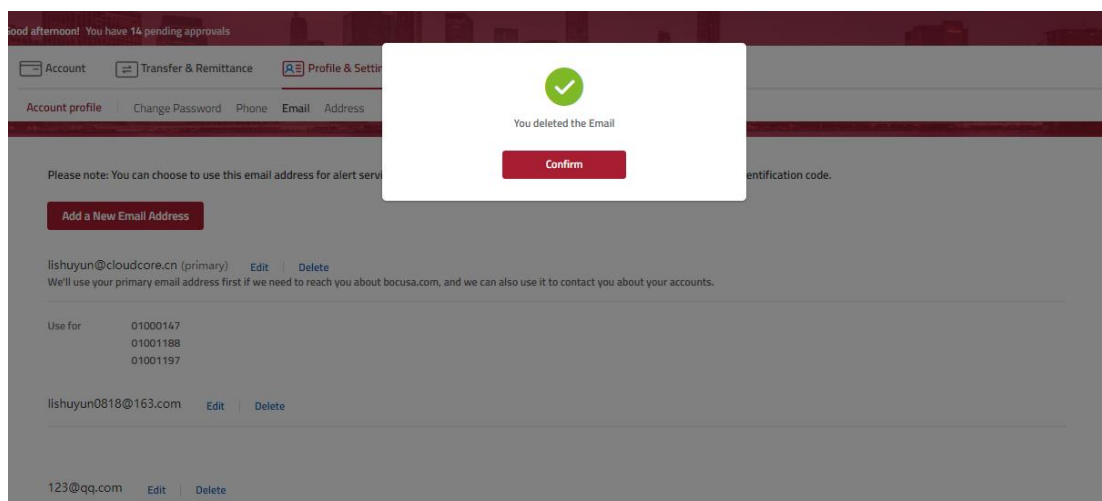 Good afternoon! You have 14 pending approvals
Account Transfer & Remittance Profile &
Account profile Change Password Phone Email Address
You deleted the Email
Confirm
Please note: You can choose to use this email address for alert entification code.
Add a New Email Address
lishuyun@cloudcore.cn (primary) Edit Delete
We'll use your primary email address first if we need to reach you about bocusa.com, and we can also use it to contact you about your accounts.
Use for 01000147
01001188
01001197
lishuyun0818@163.com Edit Delete
123@qq.com Edit Delete